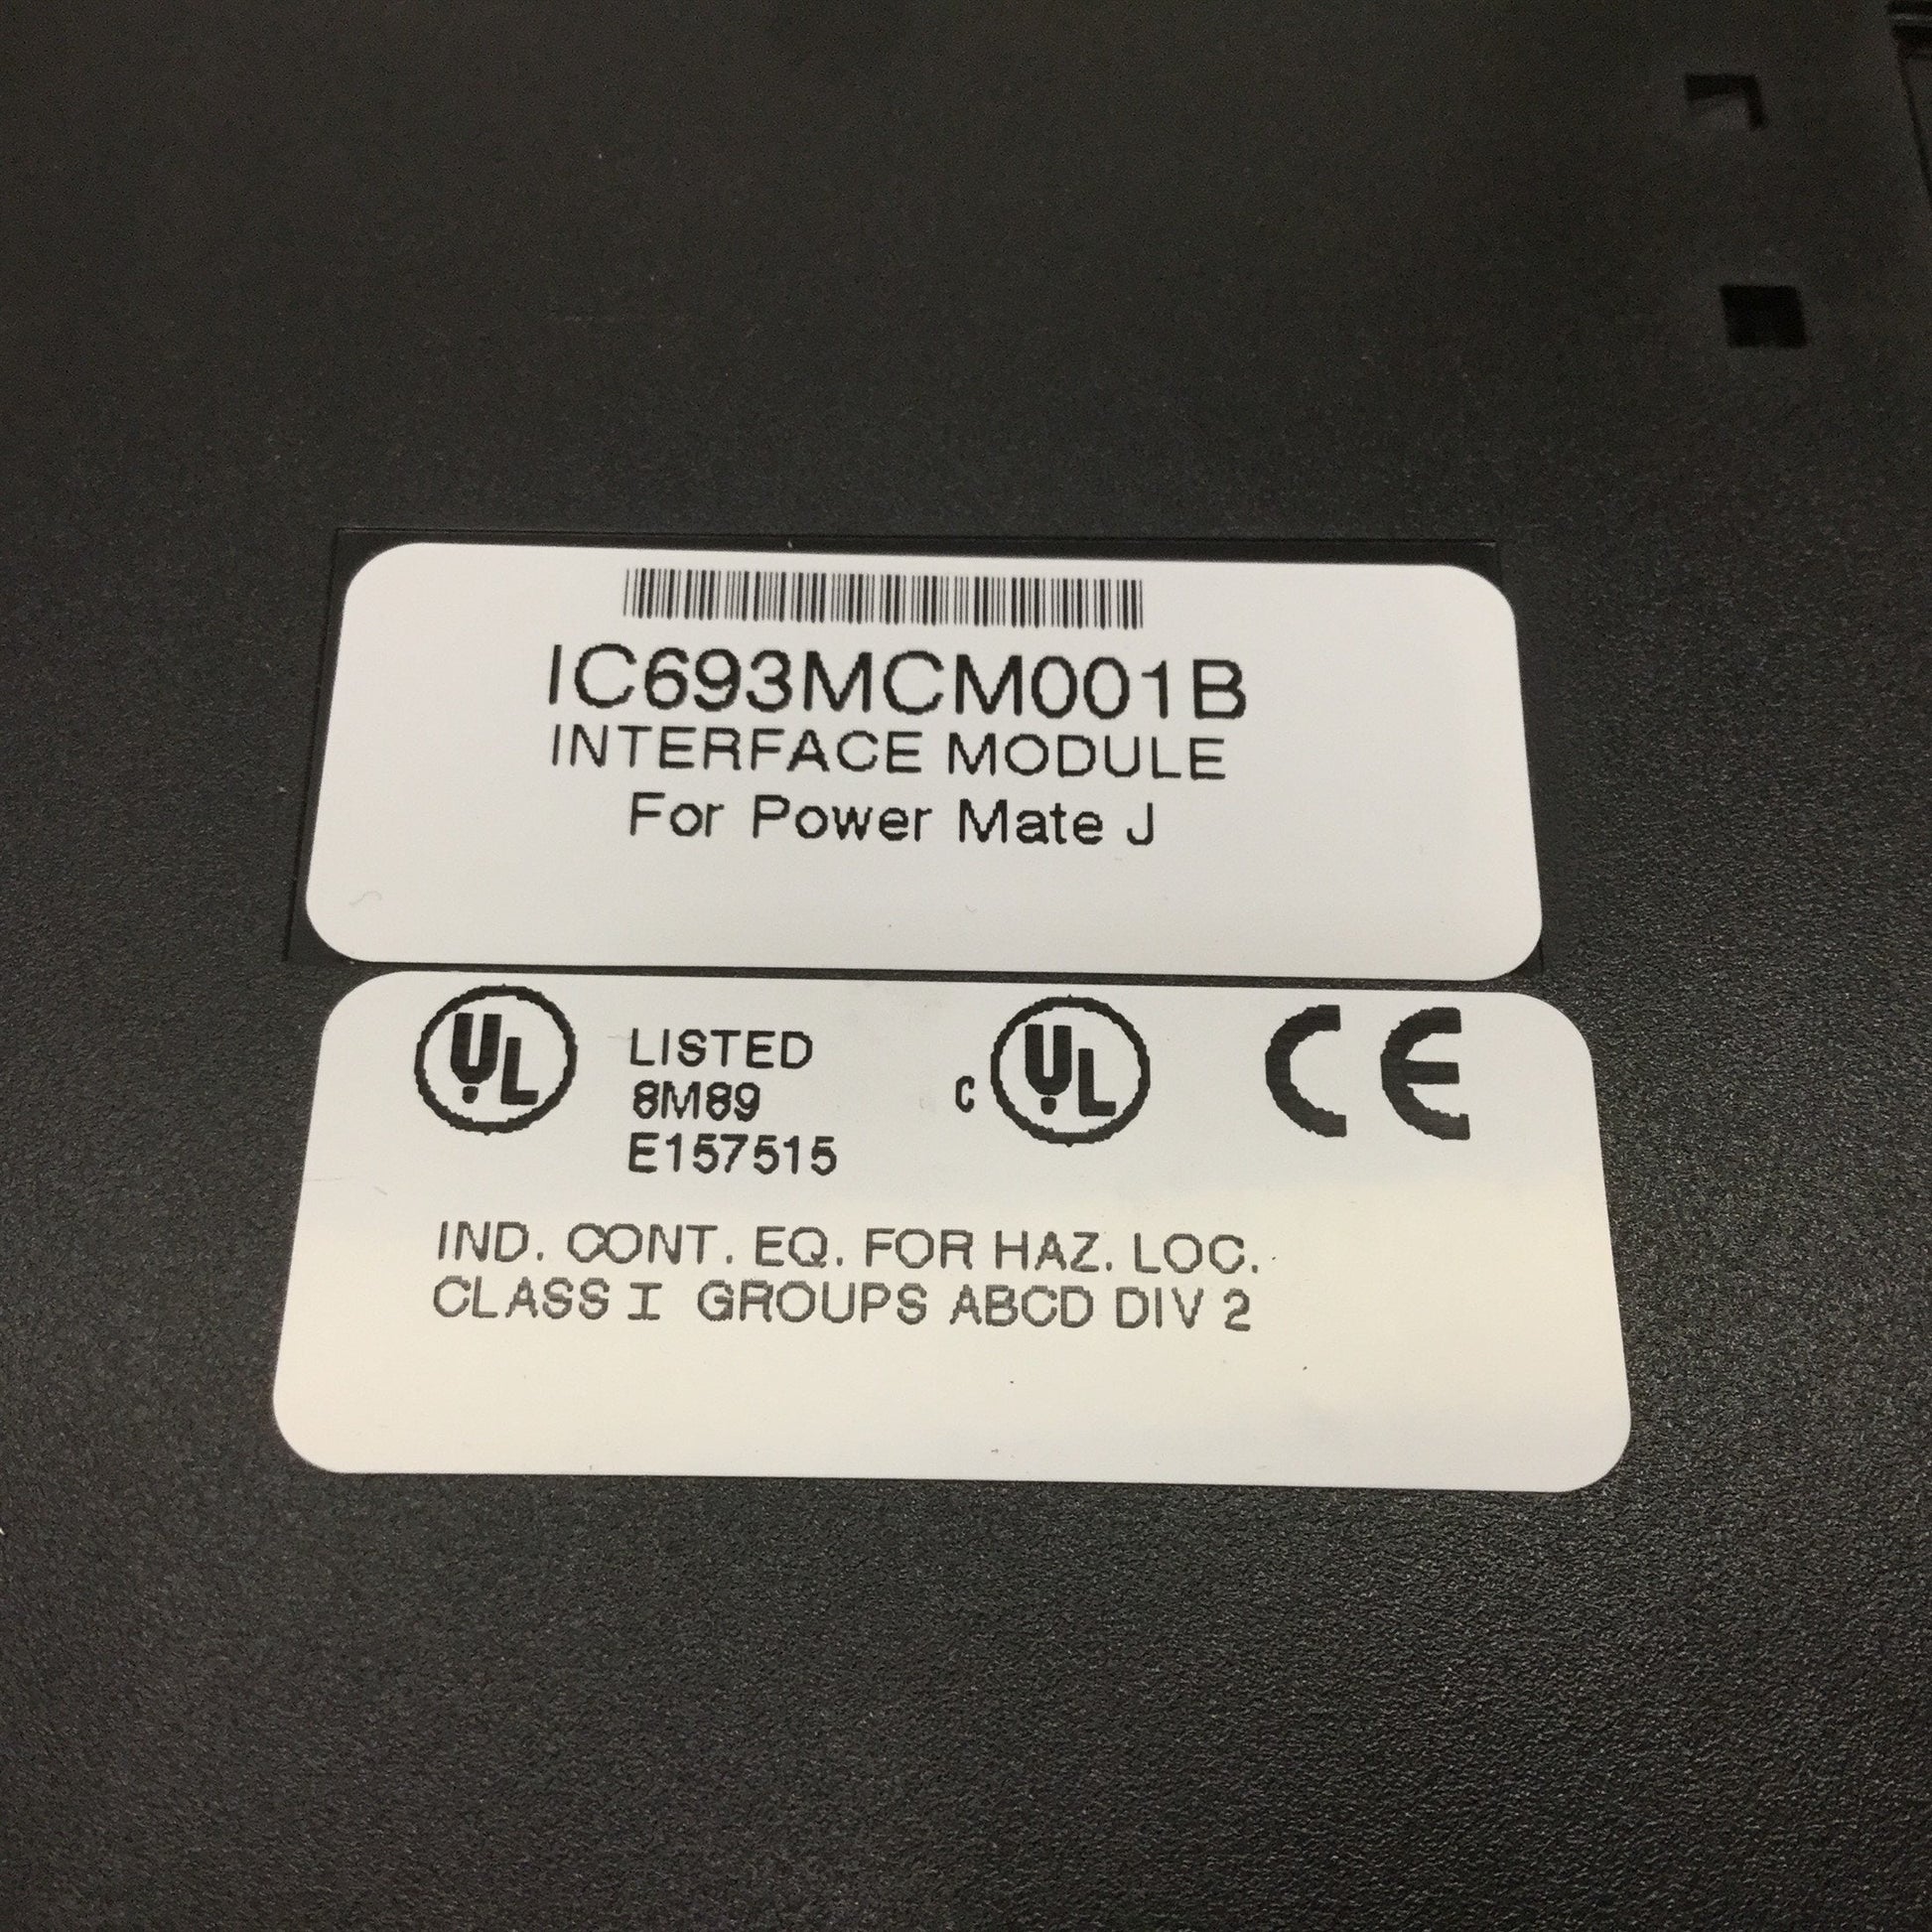 IC693MCM001B
INTERFACE MODULE
For Power Mate J
UL LISTED
8M89
E157515
c UL
CE
IND. CONT. EQ. FOR HAZ. LOC.
CLASS I GROUPS ABCD DIV 2